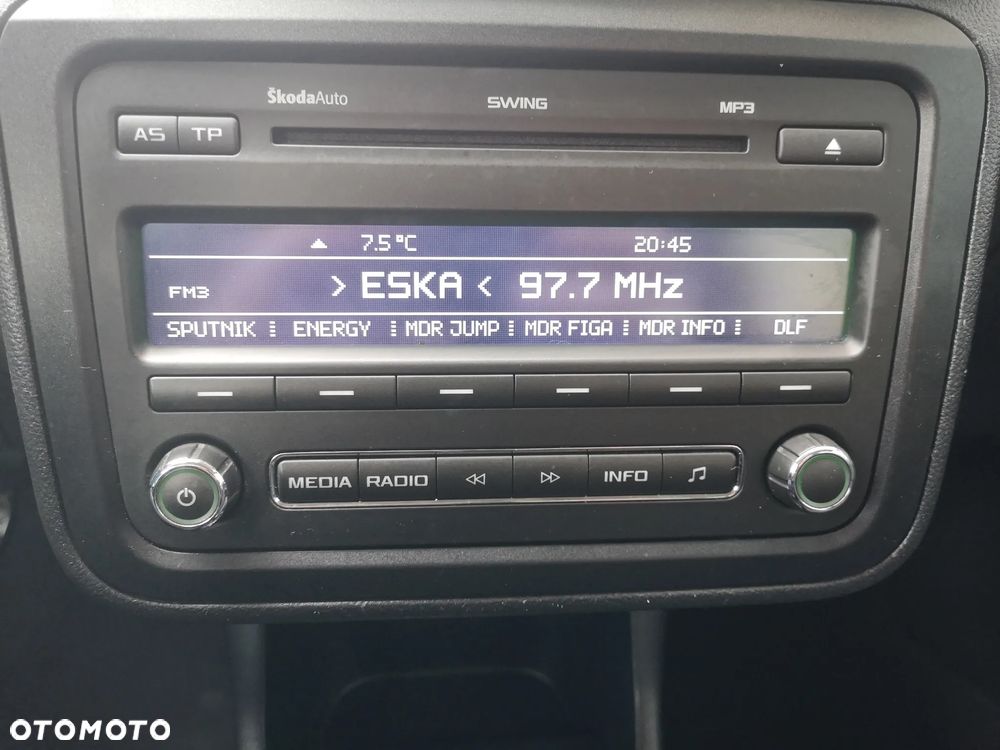 ŠkodaAuto SWING MP3
AS TP
7.5 °C 20:45
FM3 > ESKA < 97.7 MHz
SPUTNIK ENERGY MDR JUMP MDR FIGA MDR INFO DLF
MEDIA RADIO INFO
OTOMOTO